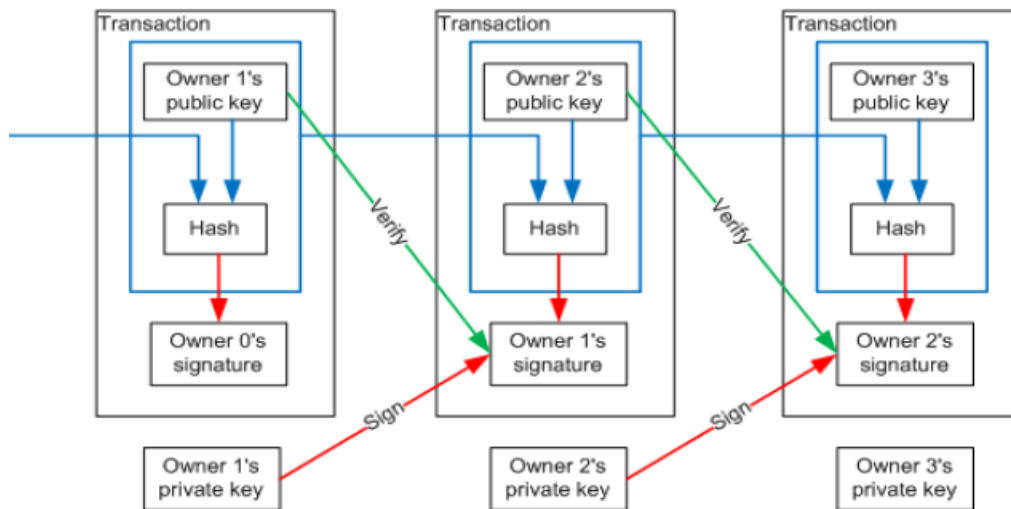 Transaction
Transaction
Transaction
Owner 1's
public key
Owner 2's
public key
Owner 3's
public key
Hash
Hash
Hash
Verify
Verify
Owner 0's
signature
Owner 1's
signature
Owner 2's
signature
Sign
Sign
Owner 1's
private key
Owner 2's
private key
Owner 3's
private key